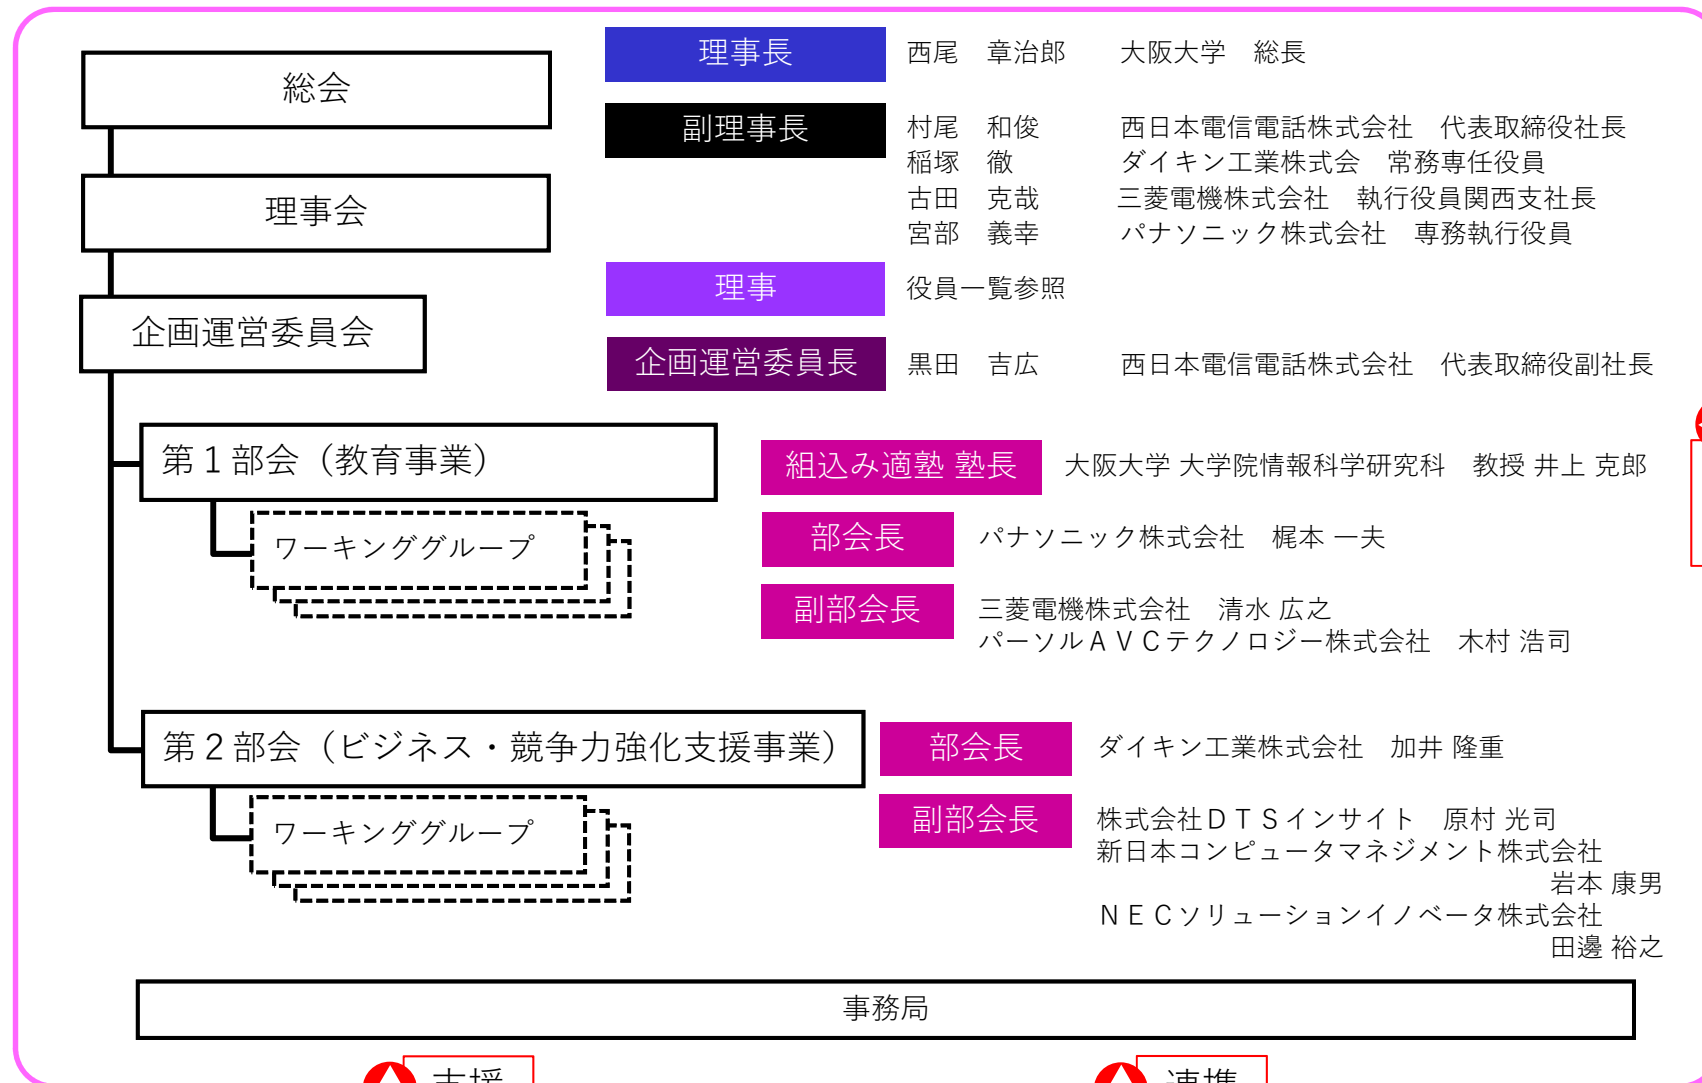 総会
理事会
企画運営委員会
理事長　西尾　章治郎　大阪大学　総長
副理事長　村尾　和俊　西日本電信電話株式会社　代表取締役社長
稲塚　徹　ダイキン工業株式会　常務専任役員
古田　克哉　三菱電機株式会社　執行役員関西支社長
宮部　義幸　パナソニック株式会社　専務執行役員
理事　役員一覧参照
企画運営委員長　黒田　吉広　西日本電信電話株式会社　代表取締役副社長
第１部会（教育事業）
ワーキンググループ
組込み適塾 塾長　大阪大学 大学院情報科学研究科　教授 井上 克郎
部会長　パナソニック株式会社　梶本 一夫
副部会長　三菱電機株式会社　清水 広之
パーソルＡＶＣテクノロジー株式会社　木村 浩司
第２部会（ビジネス・競争力強化支援事業）
ワーキンググループ
部会長　ダイキン工業株式会社　加井 隆重
副部会長　株式会社ＤＴＳインサイト　原村 光司
新日本コンピュータマネジメント株式会社
岩本 康男
ＮＥＣソリューションイノベータ株式会社
田邊 裕之
事務局
支援
連携